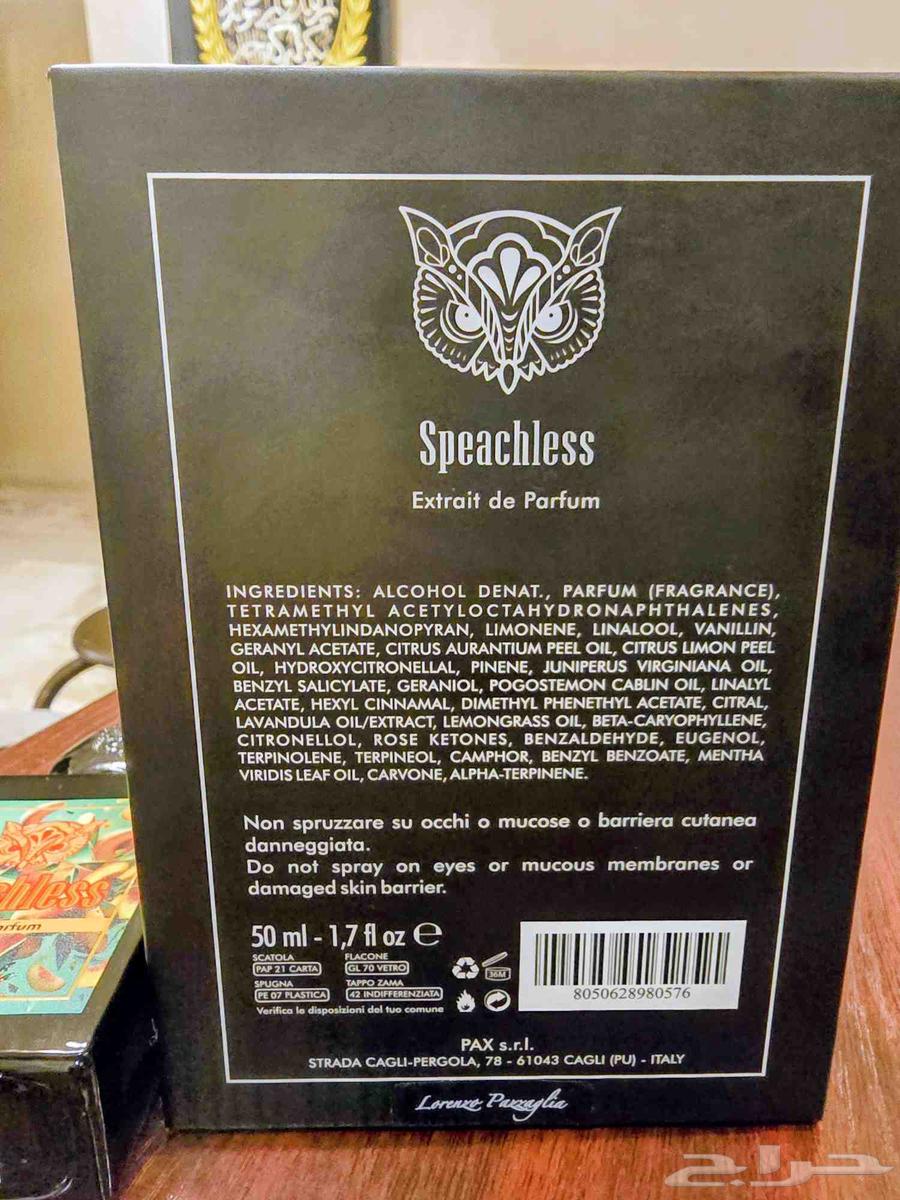 Speachless
Extrait de Parfum
INGREDIENTS: ALCOHOL DENAT., PARFUM (FRAGRANCE),
TETRAMETHYL ACETYLOCTAHYDRONAPHTHALENES,
HEXAMETHYLINDANOPYRAN, LIMONENE, LINALOOL, VANILLIN,
GERANYL ACETATE, CITRUS AURANTIUM PEEL OIL, CITRUS LIMON PEEL
OIL, HYDROXYCITRONELLAL, PINENE, JUNIPERUS VIRGINIANA OIL,
BENZYL SALICYLATE, GERANIOL, POGOSTEMON CABLIN OIL, LINALYL
ACETATE, HEXYL CINNAMAL, DIMETHYL PHENETHYL ACETATE, CITRAL,
LAVANDULA OIL/EXTRACT, LEMONGRASS OIL, BETA-CARYOPHYLLENE,
CITRONELLOL, ROSE KETONES, BENZALDEHYDE, EUGENOL,
TERPINOLENE, TERPINEOL, CAMPHOR, BENZYL BENZOATE, MENTHA
VIRIDIS LEAF OIL, CARVONE, ALPHA-TERPINENE.
Non spruzzare su occhi o mucose o barriera cutanea
danneggiata.
Do not spray on eyes or mucous membranes or
damaged skin barrier.
50 ml - 1,7 fl oz ℮
SCATOLA FLACONE
PAP 21 CARTA GL 70 VETRO
SPUGNA TAPPO ZAMA
PE 07 PLASTICA 42 INDIFFERENZIATA
Verifica le disposizioni del tuo comune
36M
8050628980576
PAX s.r.l.
STRADA CAGLI-PERGOLA, 78 - 61043 CAGLI (PU) - ITALY
Lorenzo Pazzaglia
hless
rfum
حراج